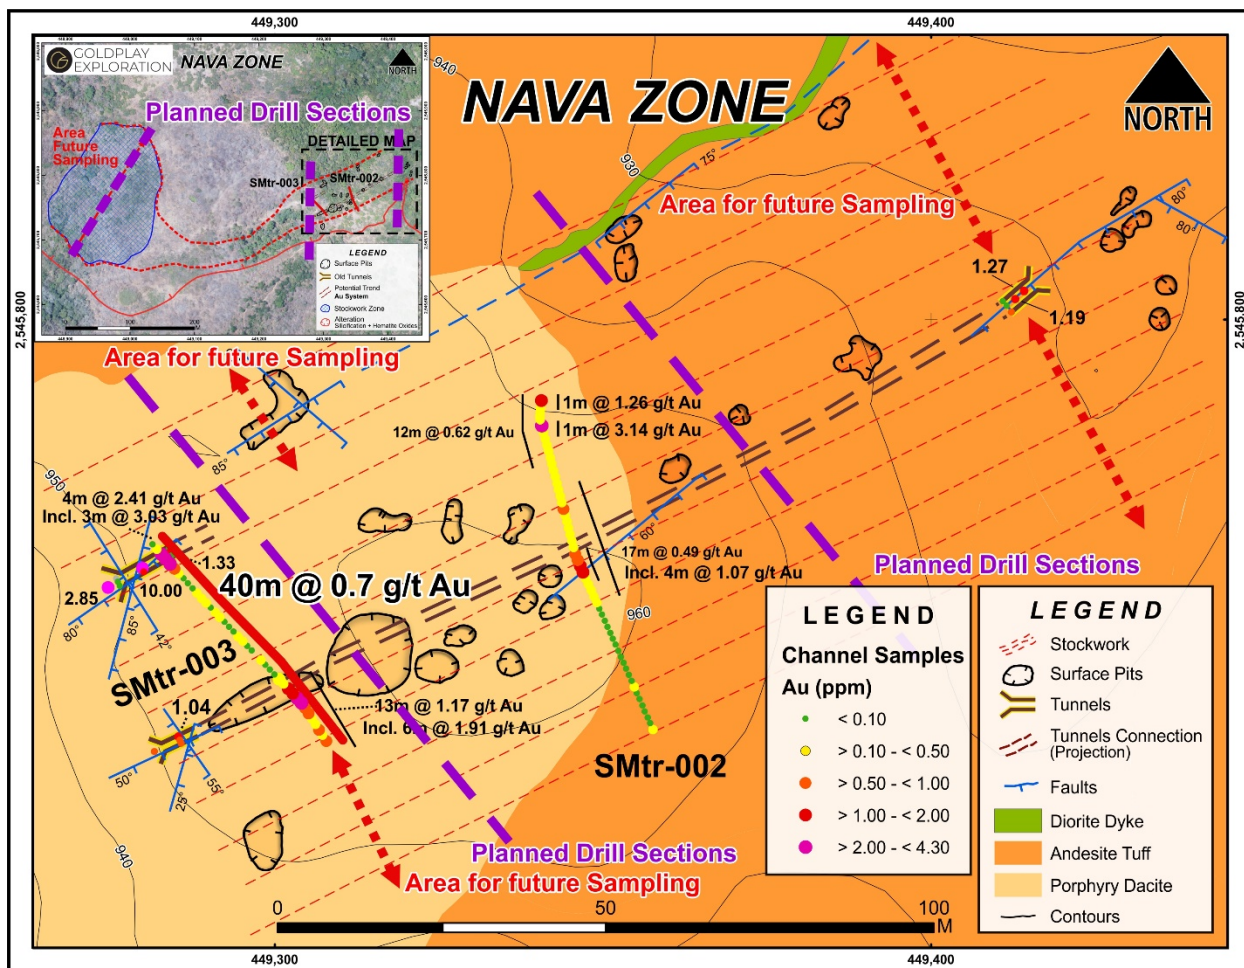 449,300
449,400
GOLDPLAY
EXPLORATION
NAVA ZONE
NORTH
Planned Drill Sections
Area
Future
Sampling
DETAILED MAP
SMtr-003
SMtr-002
LEGEND
Surface Pits
Old Tunnels
Potential Trend
Au System
Stockwork Zone
Alteration
Silicification + Hematite Oxides
NAVA ZONE
NORTH
940
930
75°
80°
80°
Area for future Sampling
1.27
1.19
2,545,800
2,545,800
Area for future Sampling
1m @ 1.26 g/t Au
1m @ 3.14 g/t Au
12m @ 0.62 g/t Au
85°
950
4m @ 2.41 g/t Au
Incl. 3m @ 3.03 g/t Au
1.33
10.00
2.85
40m @ 0.7 g/t Au
60°
17m @ 0.49 g/t Au
Incl. 4m @ 1.07 g/t Au
960
80°
85°
42°
SMtr-003
1.04
13m @ 1.17 g/t Au
Incl. 6m @ 1.91 g/t Au
50°
25°
55°
SMtr-002
940
Planned Drill Sections
Planned Drill Sections
Area for future Sampling
LEGEND
Channel Samples
Au (ppm)
< 0.10
> 0.10 - < 0.50
> 0.50 - < 1.00
> 1.00 - < 2.00
> 2.00 - < 4.30
LEGEND
Stockwork
Surface Pits
Tunnels
Tunnels Connection
(Projection)
Faults
Diorite Dyke
Andesite Tuff
Porphyry Dacite
Contours
0
50
100
M
449,300
449,400